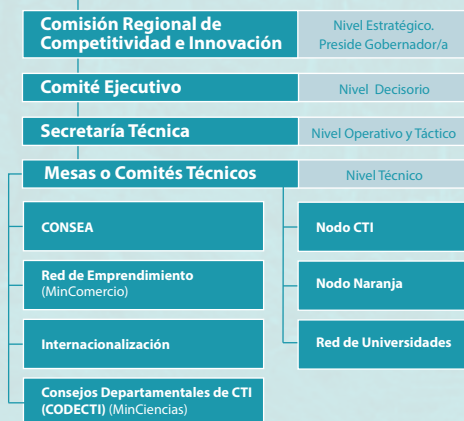 Comisión Regional de
Competitividad e Innovación
Nivel Estratégico.
Preside Gobernador/a
Comité Ejecutivo
Nivel Decisorio
Secretaría Técnica
Nivel Operativo y Táctico
Mesas o Comités Técnicos
Nivel Técnico
CONSEA
Nodo CTI
Red de Emprendimiento
(MinComercio)
Nodo Naranja
Internacionalización
Red de Universidades
Consejos Departamentales de CTI
(CODECTI) (MinCiencias)